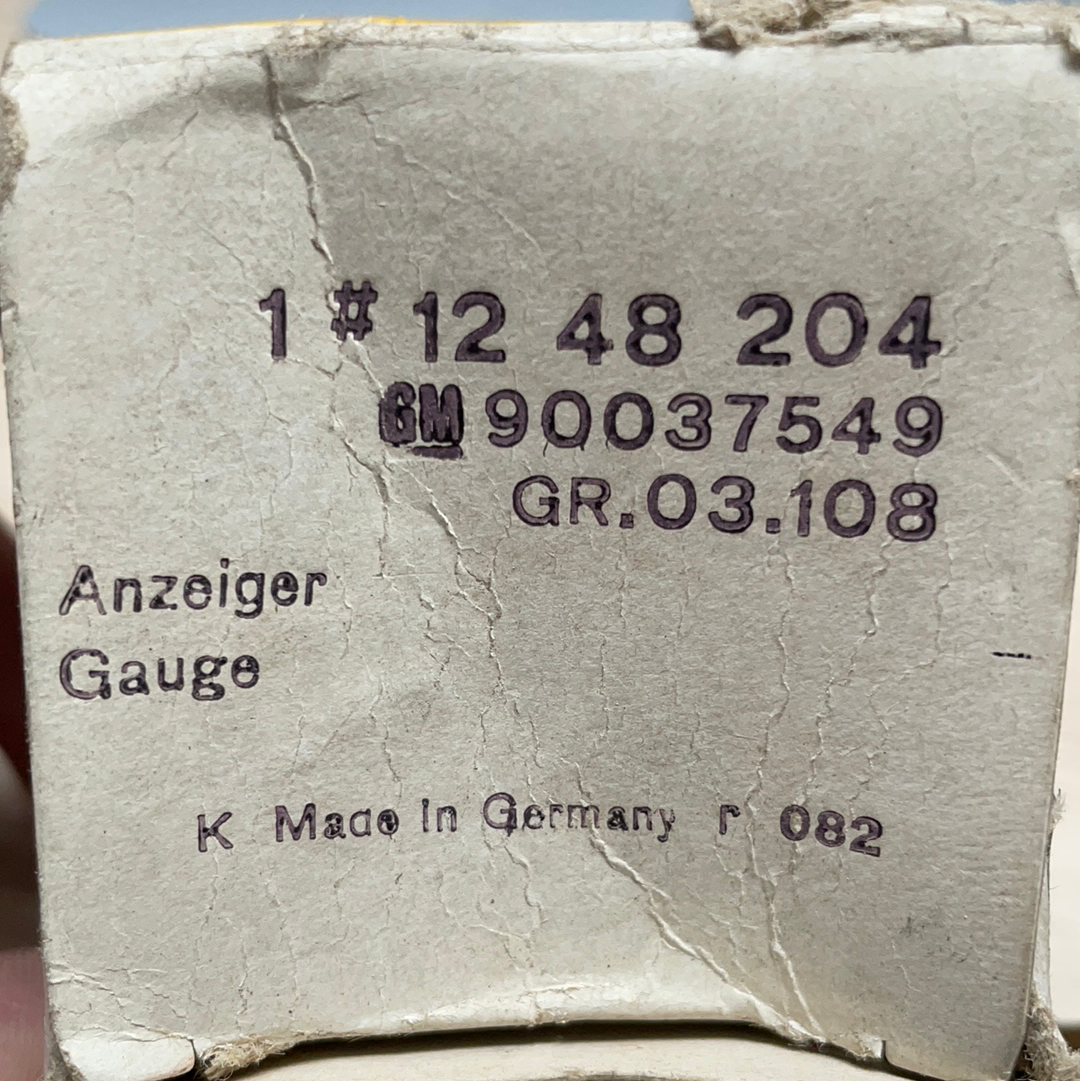 1 # 12 48 204
GM 90037549
GR.03.108
Anzeiger
Gauge
K Made in Germany r 082